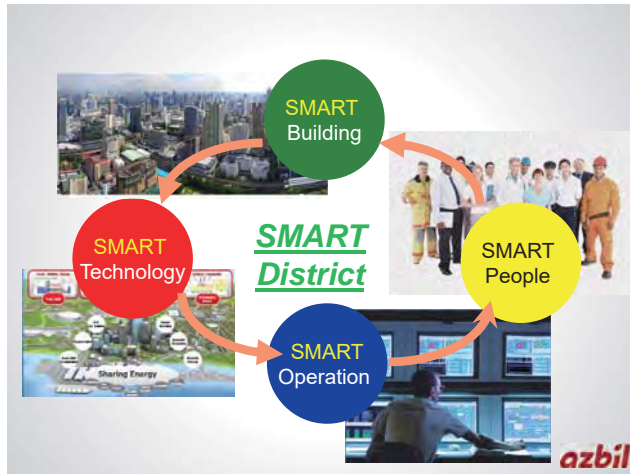 SMART
Building
SMART
Technology
SMART
District
SMART
People
SMART
Operation
Sharing Energy
azbil